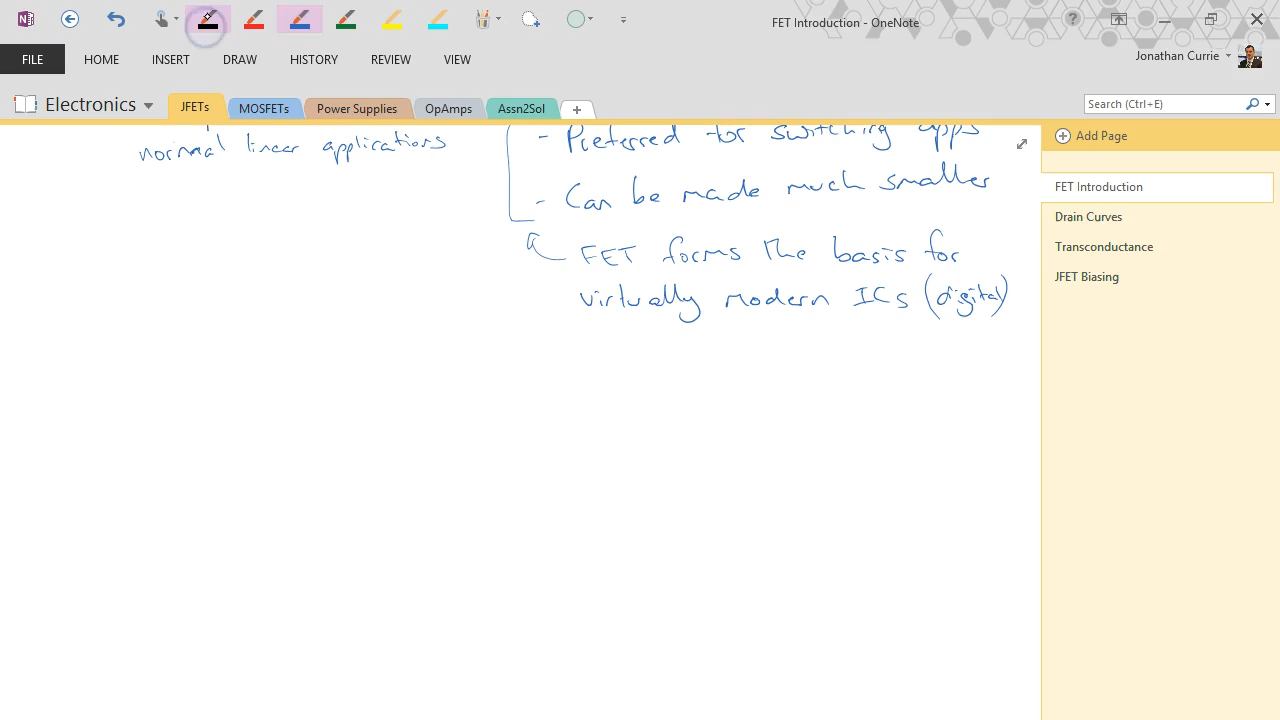 FET Introduction - OneNote
Jonathan Currie
FILE HOME INSERT DRAW HISTORY REVIEW VIEW
Electronics JFETs MOSFETs Power Supplies OpAmps Assn2Sol
Search (Ctrl+E)
Add Page
FET Introduction
Drain Curves
Transconductance
JFET Biasing
normal linear applications
- Preferred for switching apps
- Can be made much smaller
FET forms the basis for
virtually modern ICs (digital)